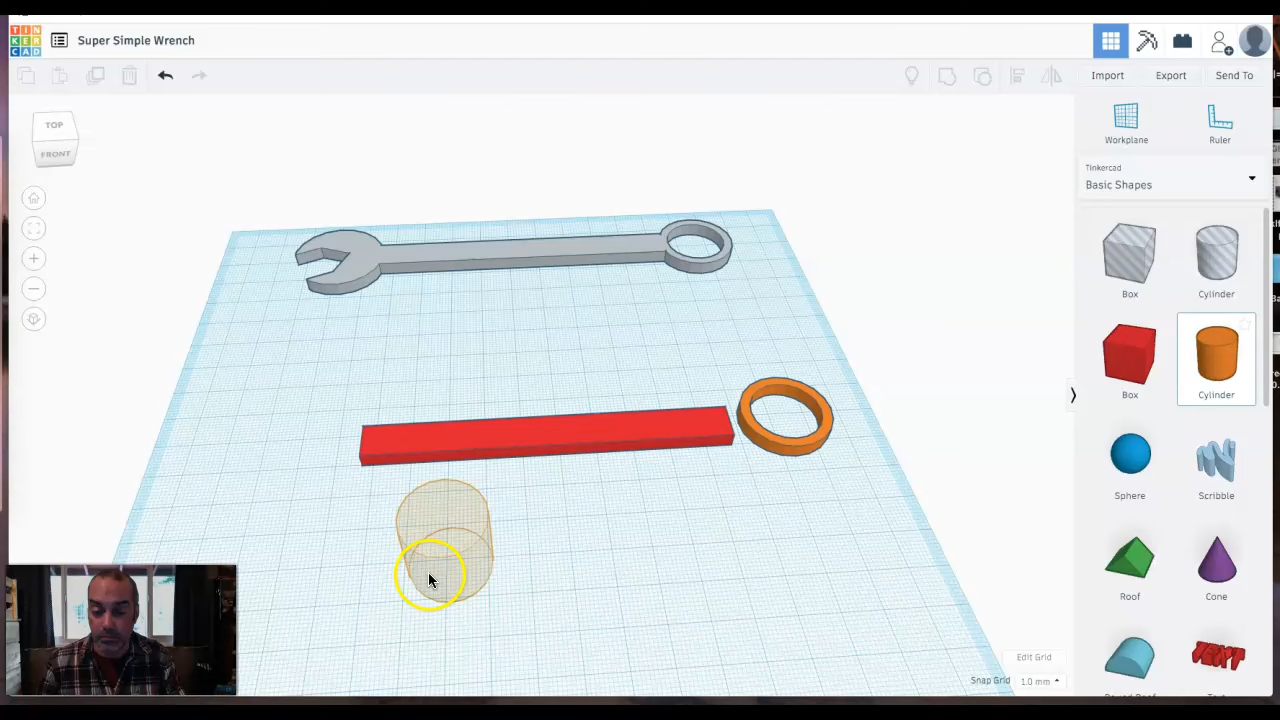 TIN
KER
CAD
Super Simple Wrench
Import
Export
Send To
TOP
FRONT
Workplane
Ruler
Tinkercad
Basic Shapes
Box
Cylinder
Box
Cylinder
Sphere
Scribble
Roof
Cone
TEXT
Edit Grid
Snap Grid
1.0 mm